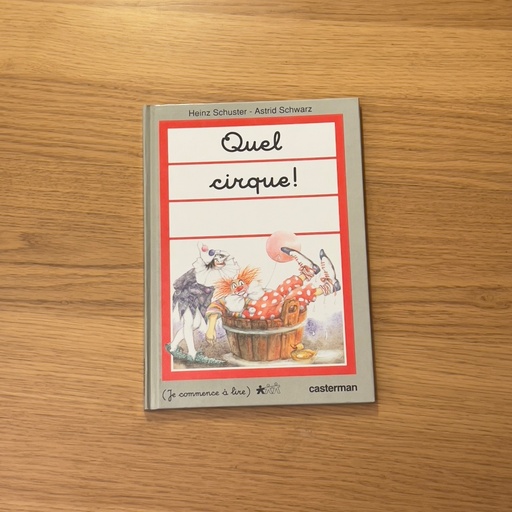 Heinz Schuster - Astrid Schwarz
Quel
cirque!
(Je commence à lire)
casterman